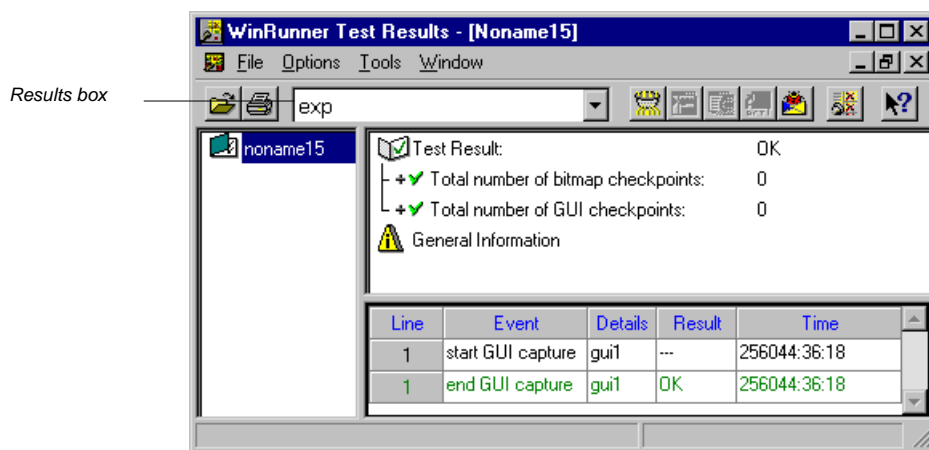 WinRunner Test Results - [Noname15]
File Options Tools Window
Results box
exp
noname15
Test Result: OK
Total number of bitmap checkpoints: 0
Total number of GUI checkpoints: 0
General Information
Line Event Details Result Time
1 start GUI capture gui1 --- 256044:36:18
1 end GUI capture gui1 OK 256044:36:18